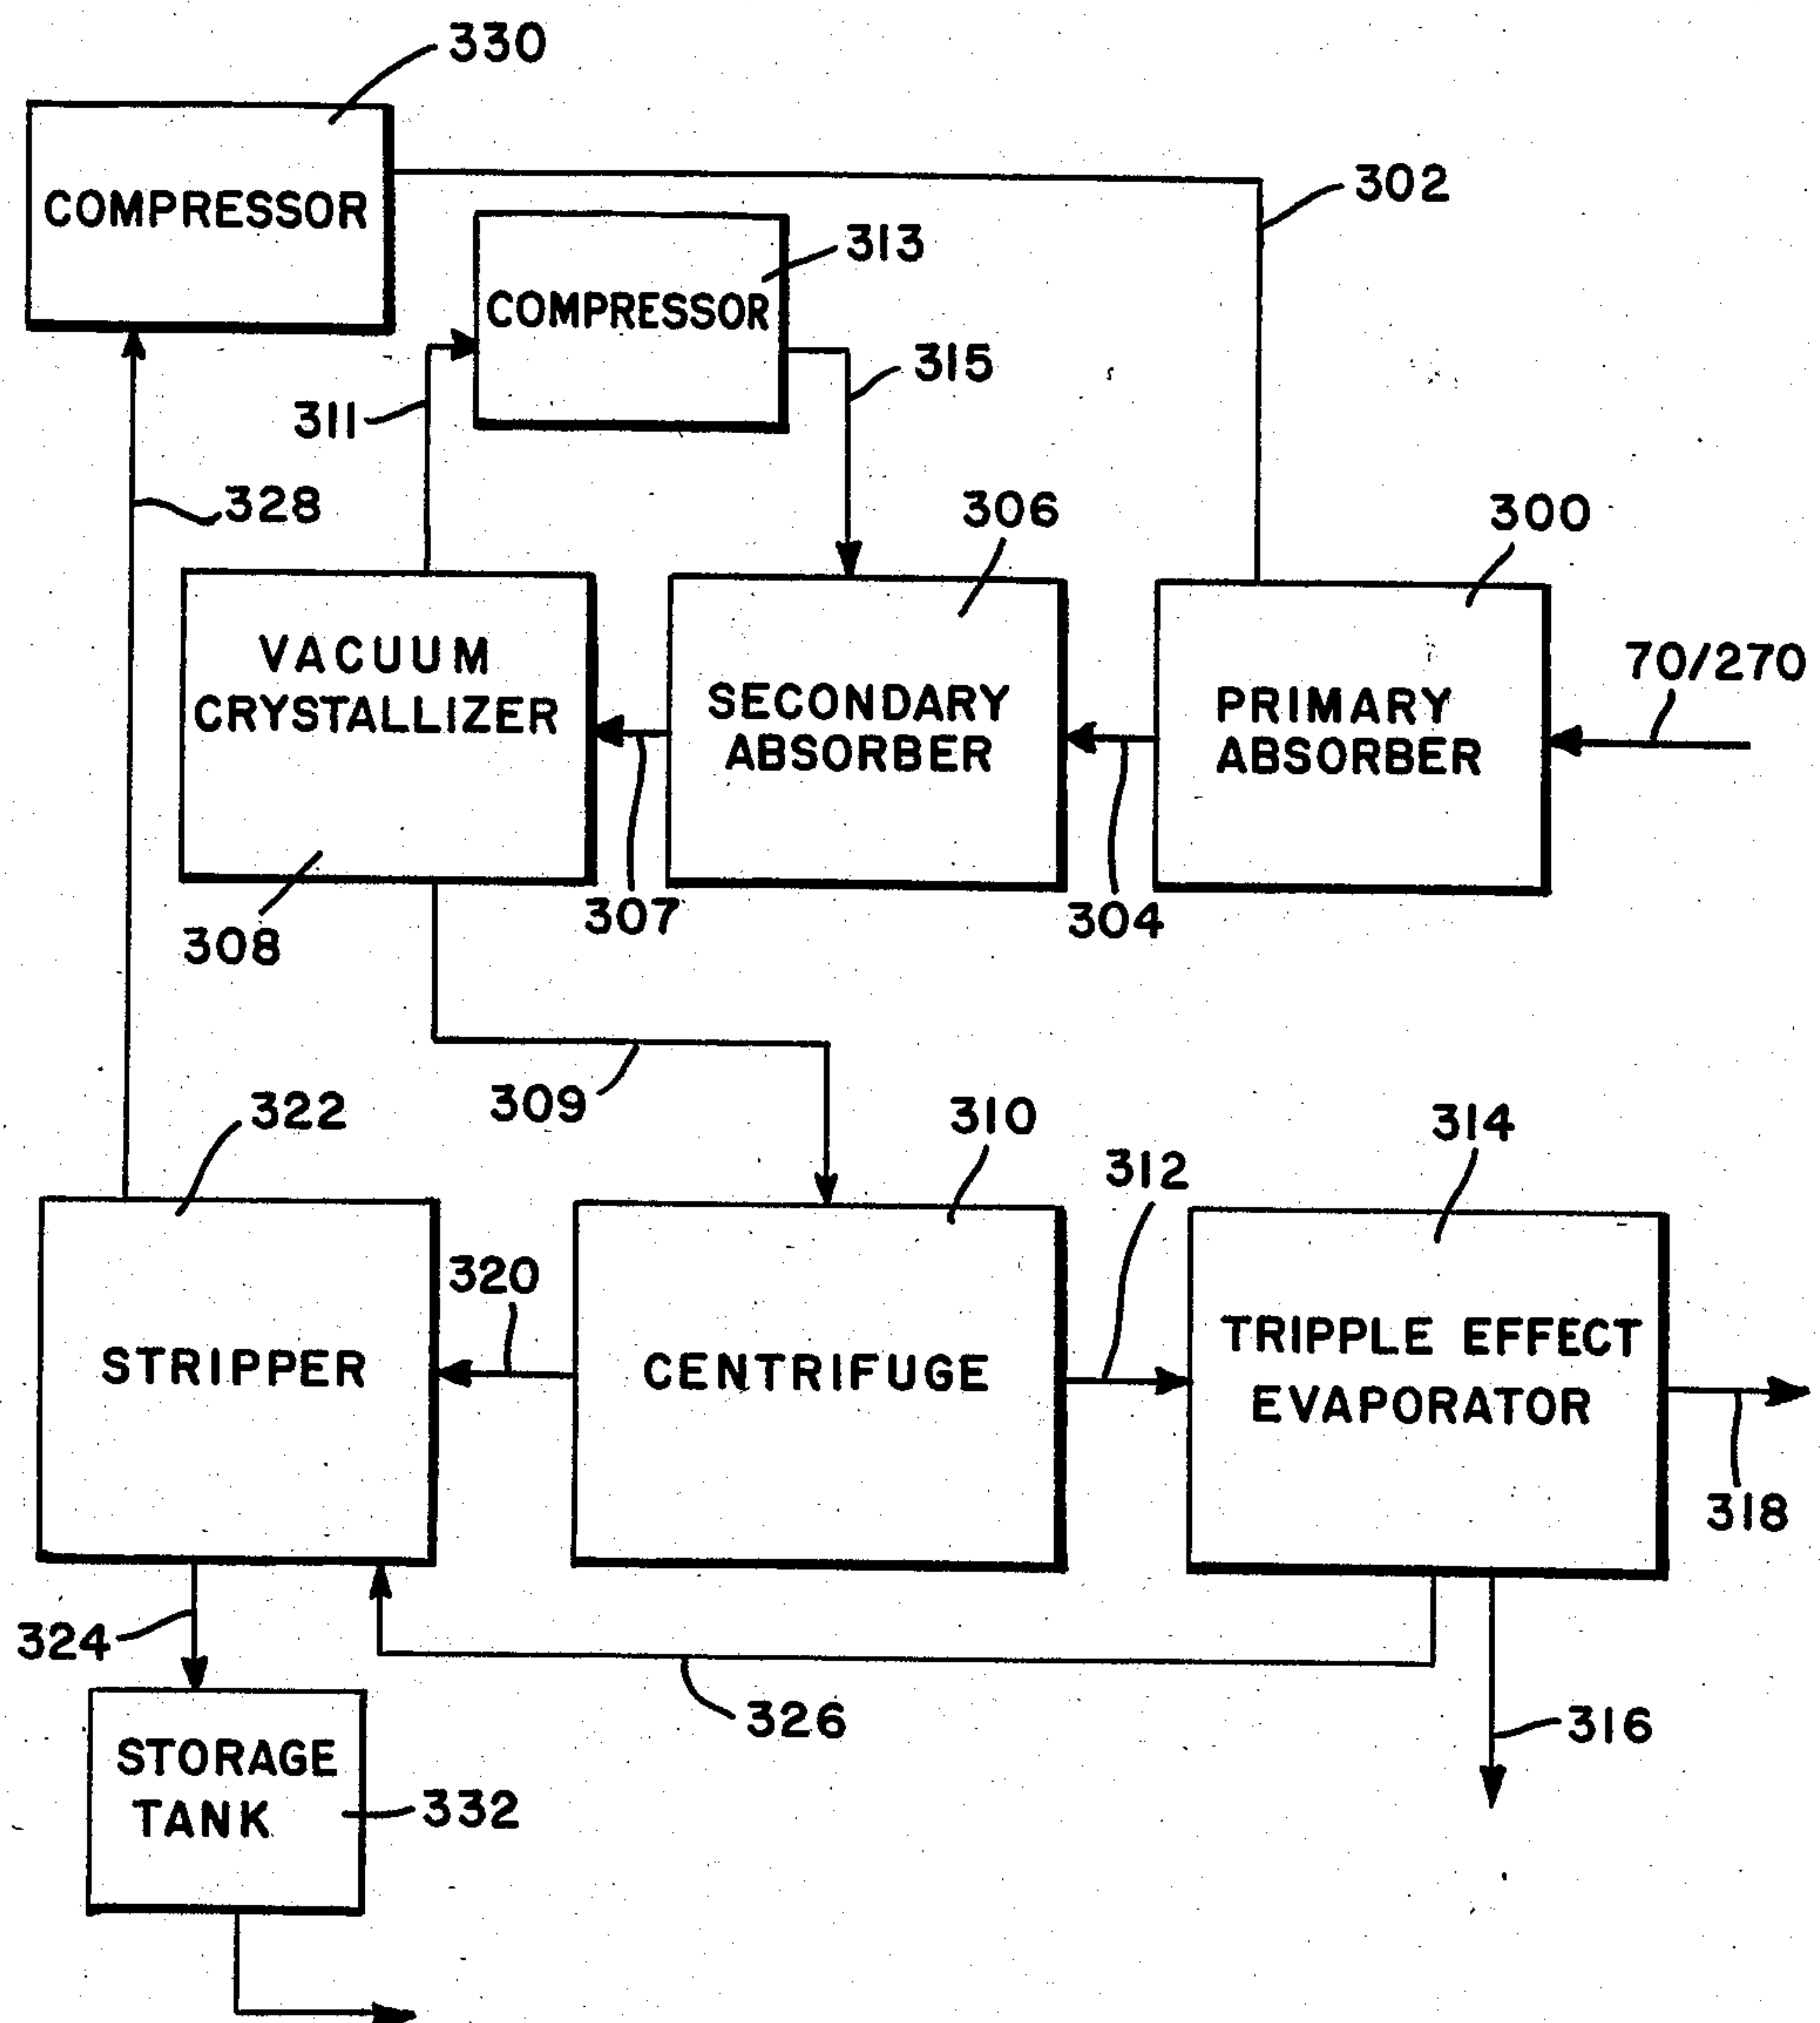 330
COMPRESSOR
302
313
COMPRESSOR
315
311
328
306
300
VACUUM
CRYSTALLIZER
70/270
SECONDARY
ABSORBER
PRIMARY
ABSORBER
307
304
308
309
322
310
314
312
320
STRIPPER
CENTRIFUGE
TRIPPLE EFFECT
EVAPORATOR
318
324
326
316
STORAGE
TANK
332